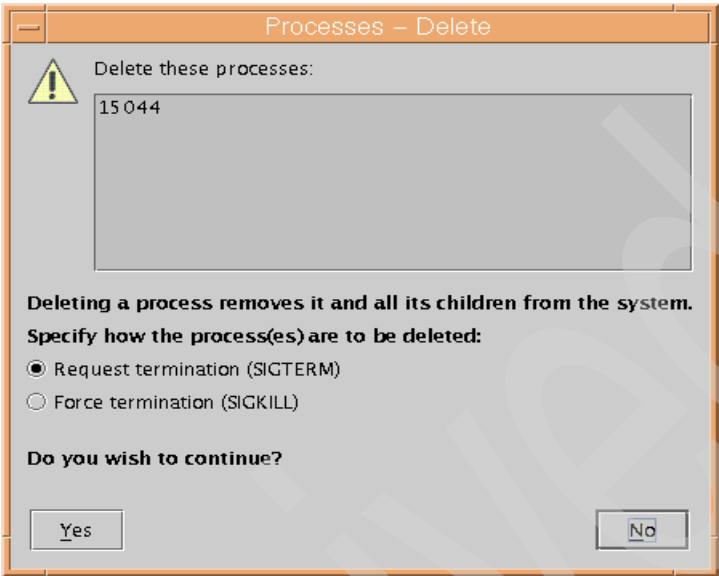 Processes – Delete
Delete these processes:
15044
Deleting a process removes it and all its children from the system.
Specify how the process(es) are to be deleted:
Request termination (SIGTERM)
Force termination (SIGKILL)
Do you wish to continue?
Yes
No